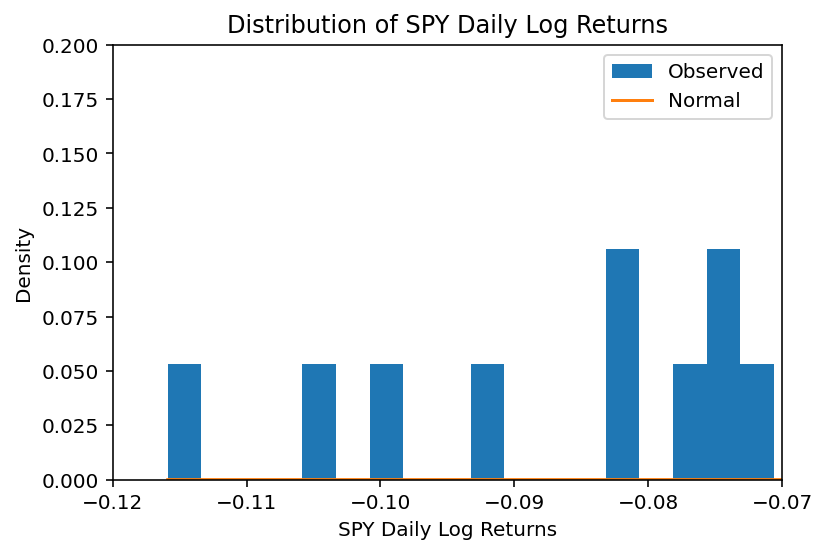 Distribution of SPY Daily Log Returns
0.200
0.175
0.150
0.125
0.100
0.075
0.050
0.025
0.000
Density
Observed
Normal
−0.12 −0.11 −0.10 −0.09 −0.08 −0.07
SPY Daily Log Returns